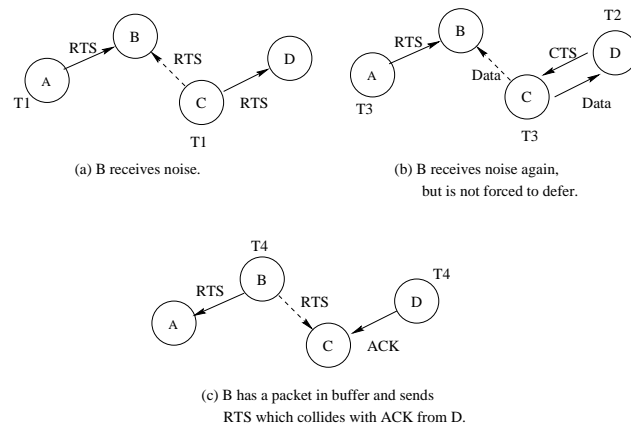 B
RTS
RTS
D
A
C
RTS
T1
T1
(a) B receives noise.
T2
B
RTS
CTS
D
A
Data
C
Data
T3
T3
(b) B receives noise again,
but is not forced to defer.
T4
B
T4
RTS
RTS
D
A
C
ACK
(c) B has a packet in buffer and sends
RTS which collides with ACK from D.